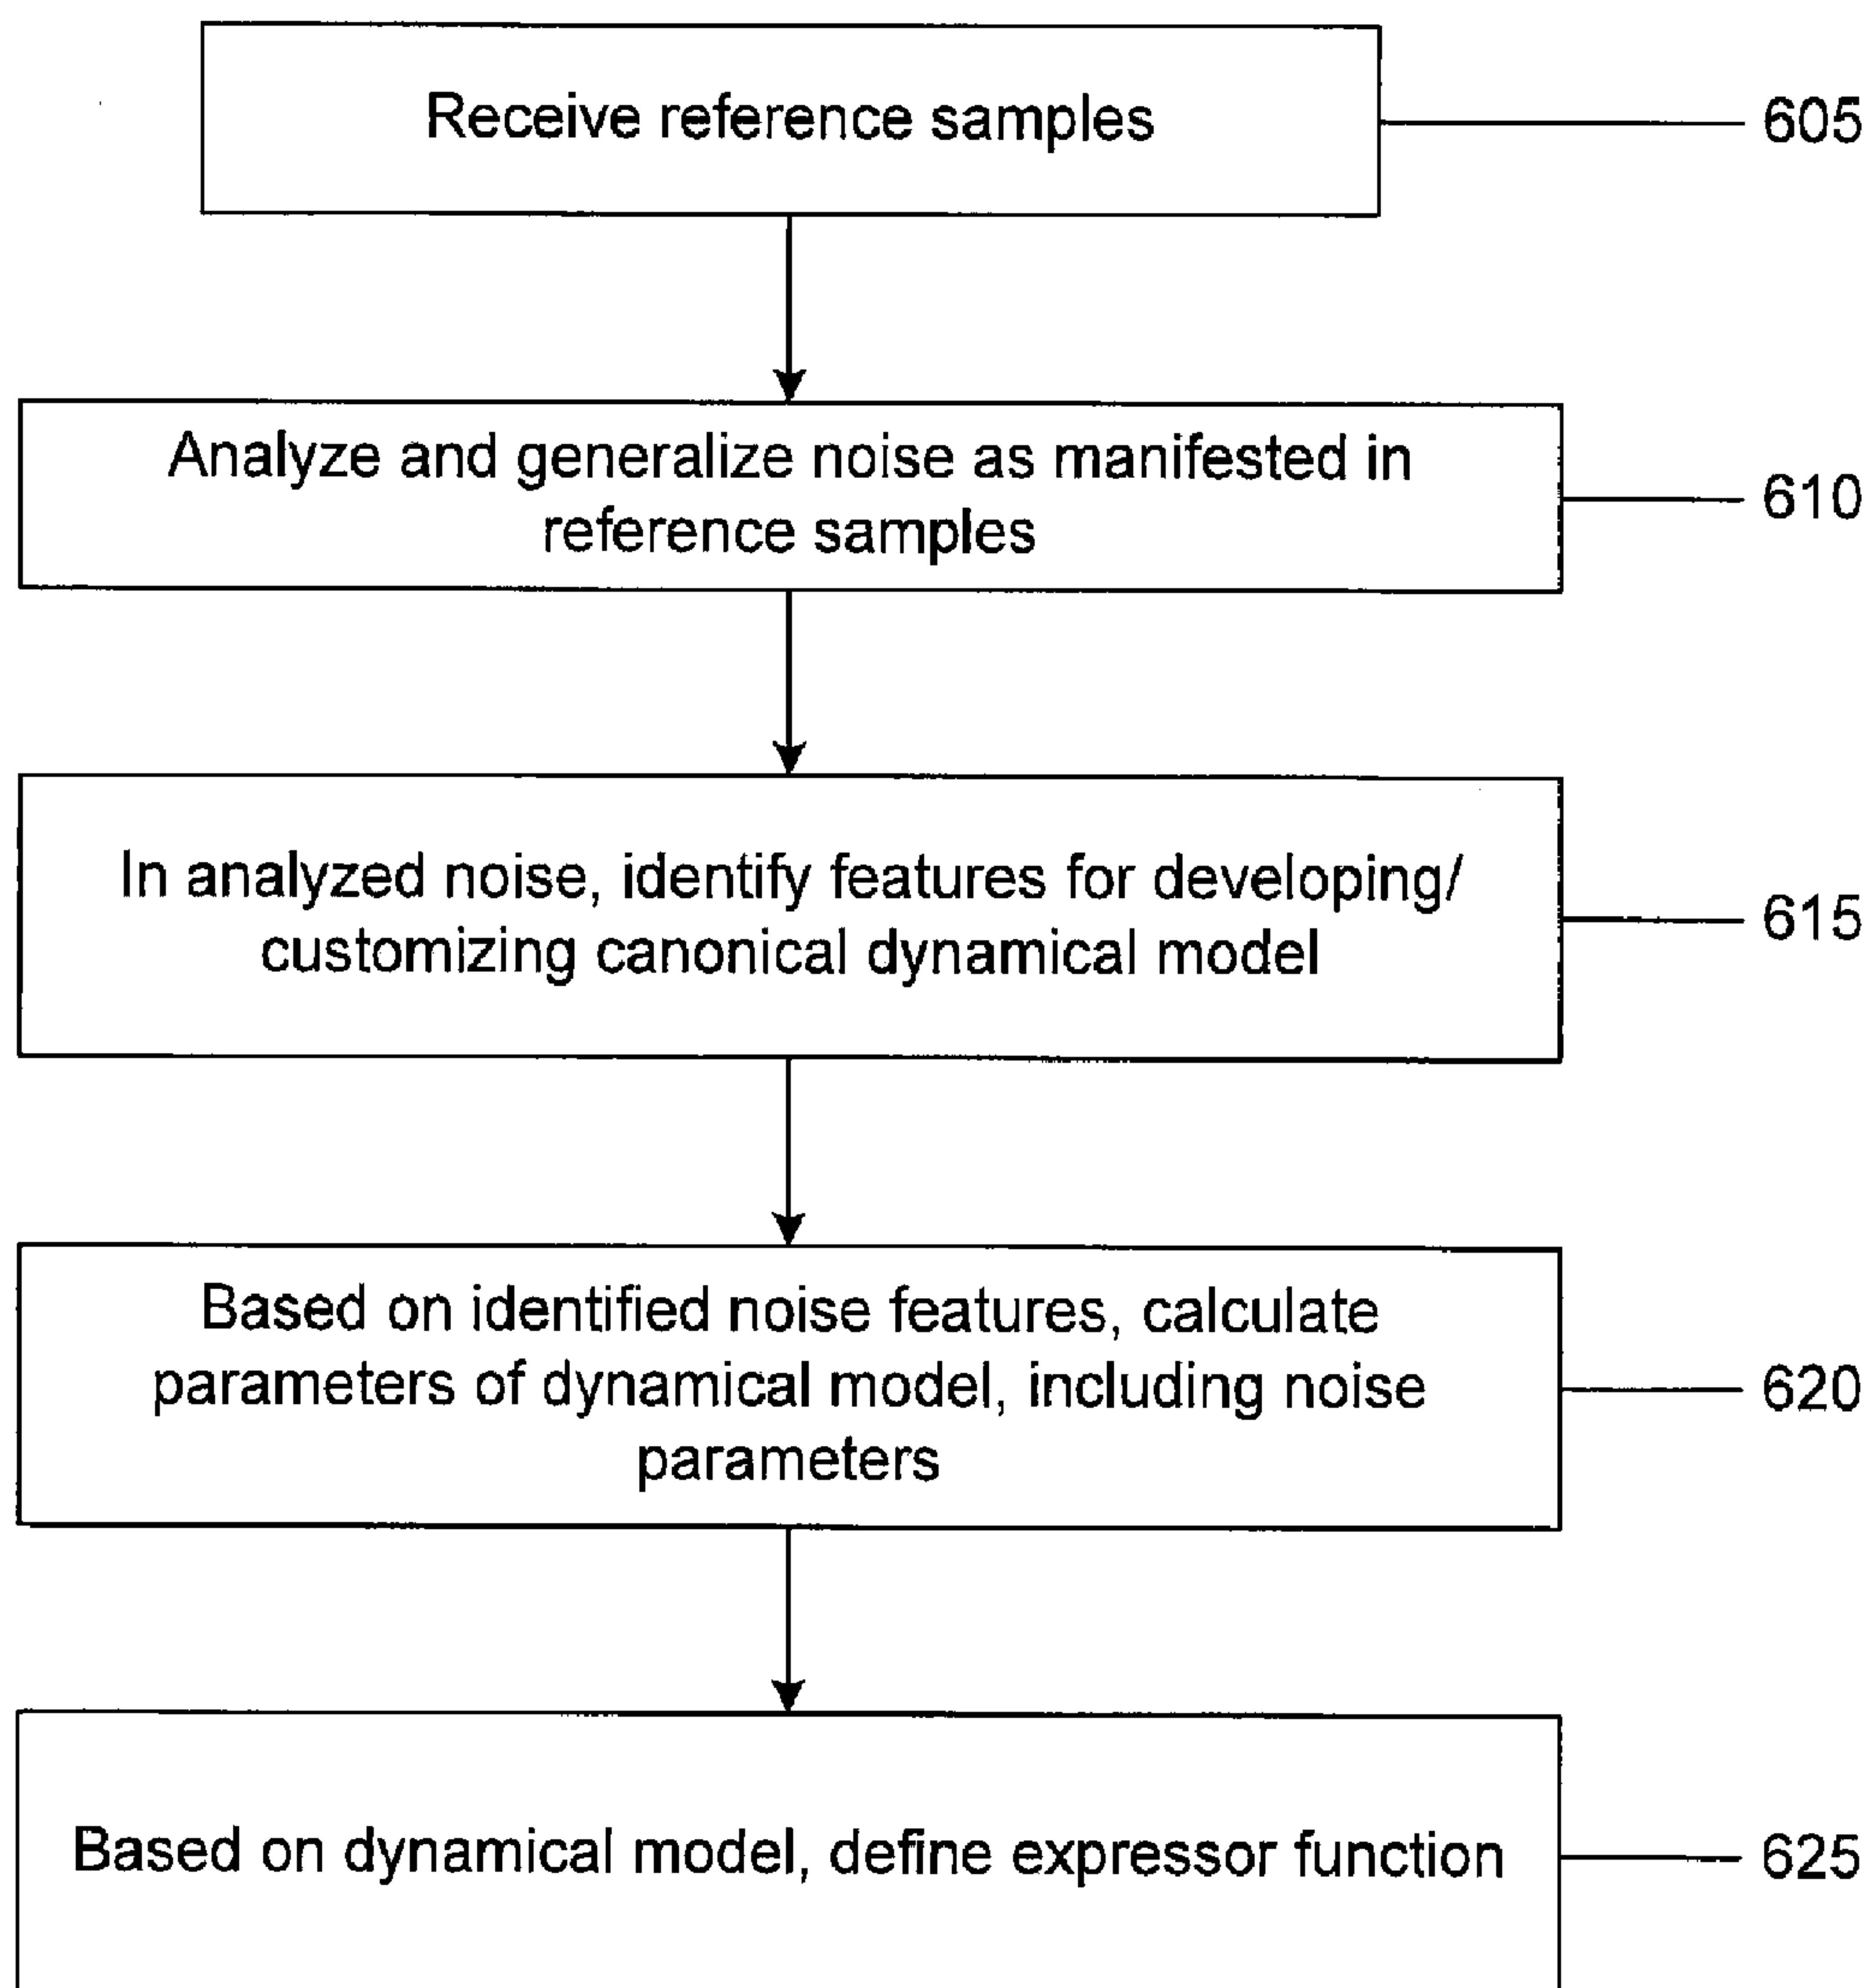 Receive reference samples
605
Analyze and generalize noise as manifested in
reference samples
610
In analyzed noise, identify features for developing/
customizing canonical dynamical model
615
Based on identified noise features, calculate
parameters of dynamical model, including noise
parameters
620
Based on dynamical model, define expressor function
625